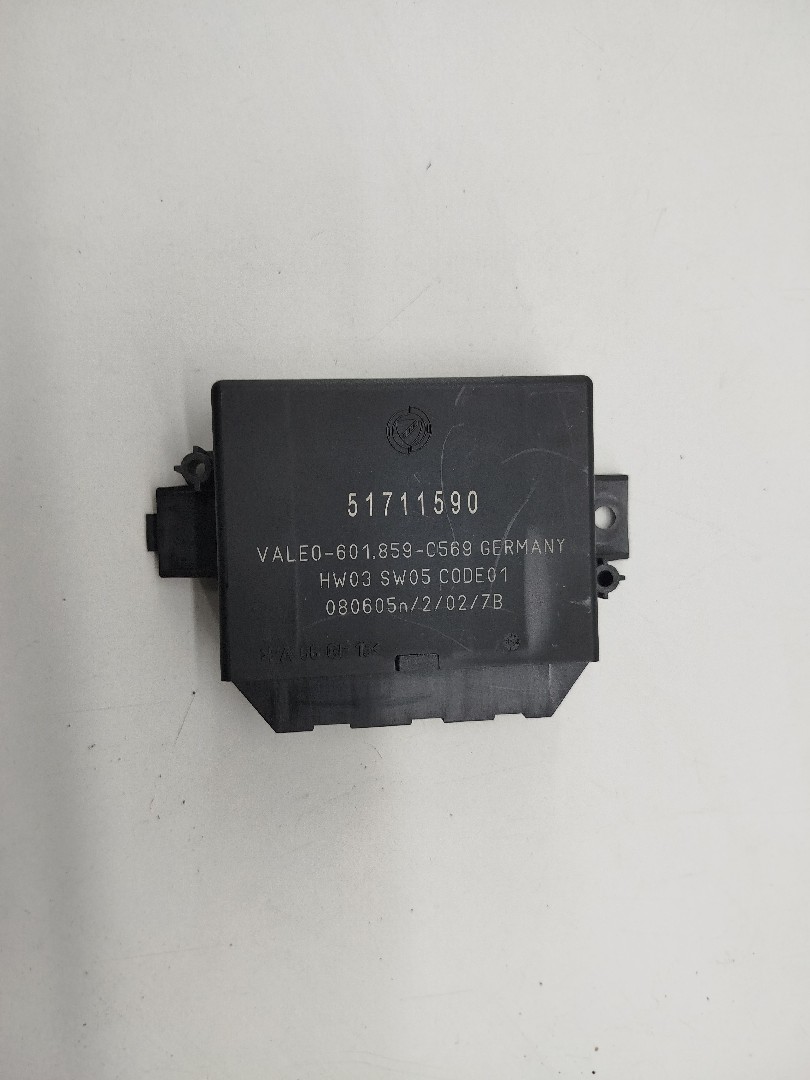 51711590
VALEO-601.859-C569 GERMANY
HW03 SW05 CODE01
080605n/2/02/7B